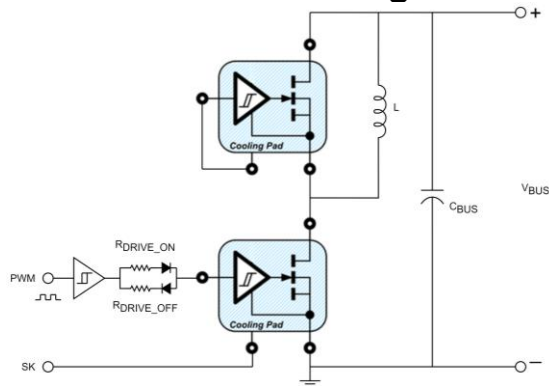 +
Cooling Pad
L
CBUS
VBUS
RDRIVE_ON
PWM
RDRIVE_OFF
Cooling Pad
SK
−